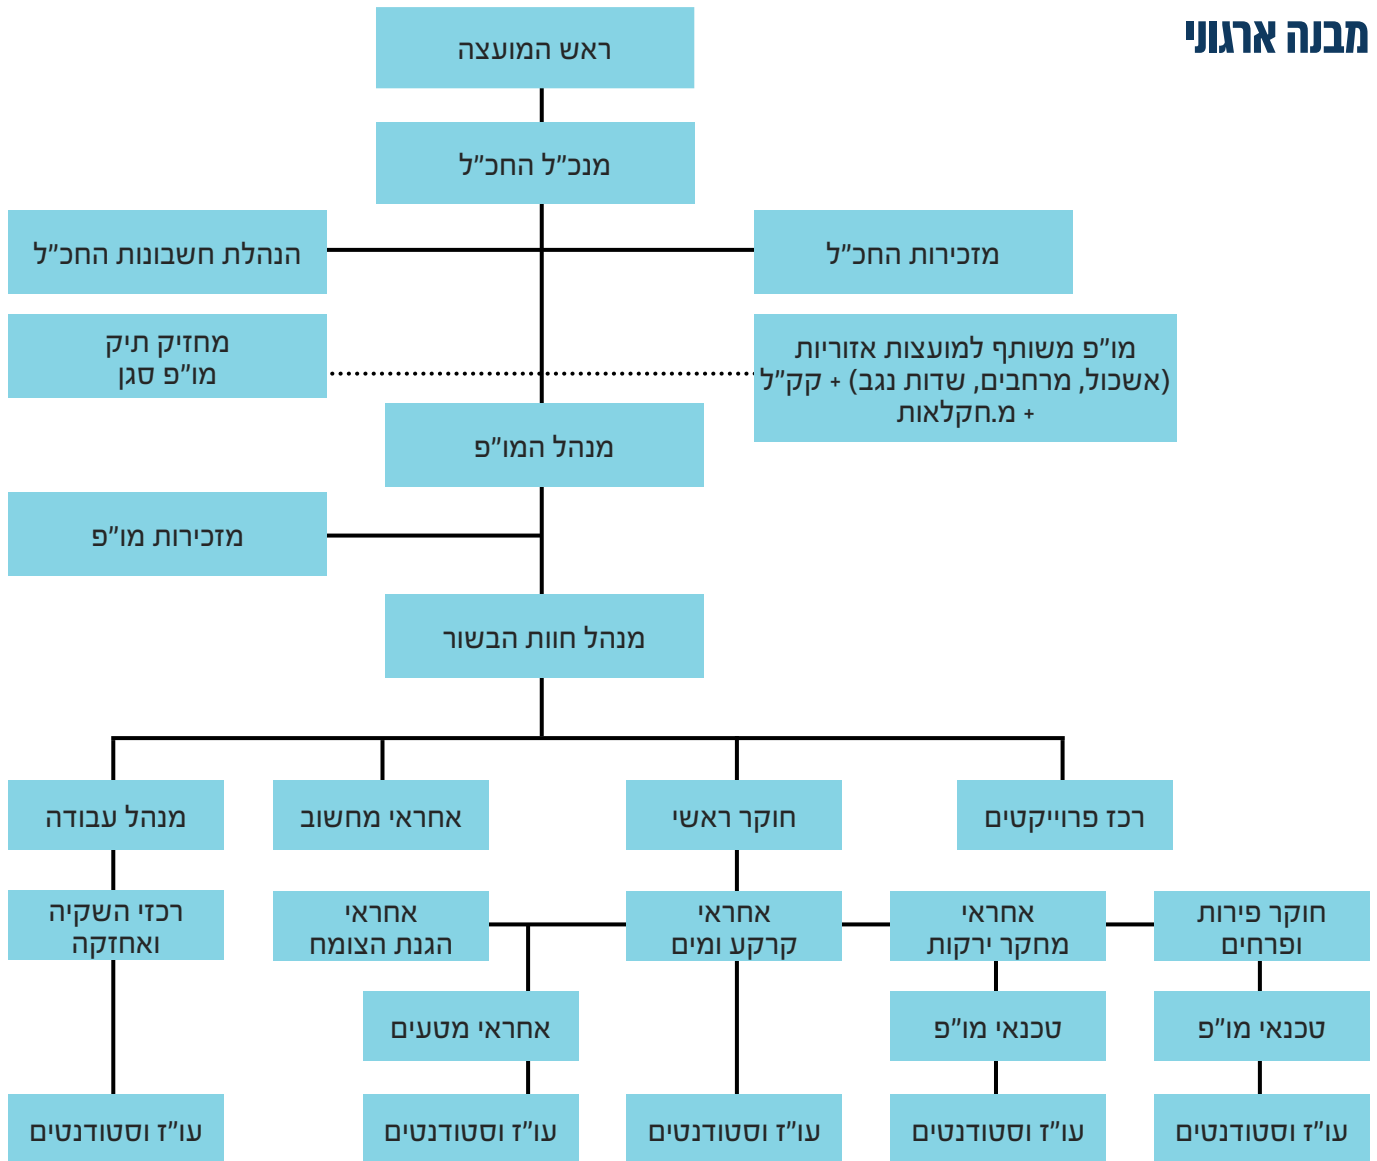 מבנה ארגוני
ראש המועצה
מנכ״ל החכ״ל
מזכירות החכ״ל
הנהלת חשבונות החכ״ל
מו״פ משותף למועצות אזוריות
(אשכול, מרחבים, שדות נגב) + קק״ל
+ מ.חקלאות
מחזיק תיק
מו״פ סגן
מנהל המו״פ
מזכירות מו״פ
מנהל חוות הבשור
רכז פרוייקטים
חוקר ראשי
אחראי מחשוב
מנהל עבודה
חוקר פירות
ופרחים
אחראי
מחקר ירקות
אחראי
קרקע ומים
אחראי
הגנת הצומח
רכזי השקיה
ואחזקה
טכנאי מו״פ
טכנאי מו״פ
אחראי מטעים
עו״ז וסטודנטים
עו״ז וסטודנטים
עו״ז וסטודנטים
עו״ז וסטודנטים
עו״ז וסטודנטים